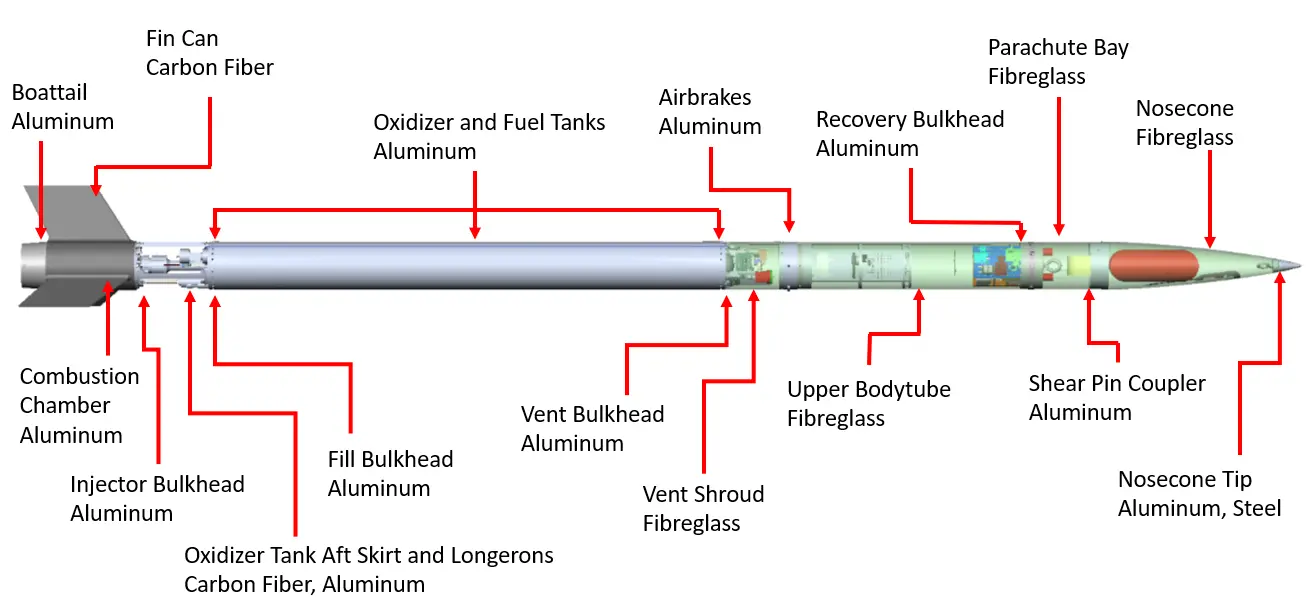 Fin Can
Carbon Fiber
Boattail
Aluminum
Oxidizer and Fuel Tanks
Aluminum
Airbrakes
Aluminum
Recovery Bulkhead
Aluminum
Parachute Bay
Fibreglass
Nosecone
Fibreglass
Combustion
Chamber
Aluminum
Injector Bulkhead
Aluminum
Oxidizer Tank Aft Skirt and Longerons
Carbon Fiber, Aluminum
Fill Bulkhead
Aluminum
Vent Bulkhead
Aluminum
Vent Shroud
Fibreglass
Upper Bodytube
Fibreglass
Shear Pin Coupler
Aluminum
Nosecone Tip
Aluminum, Steel